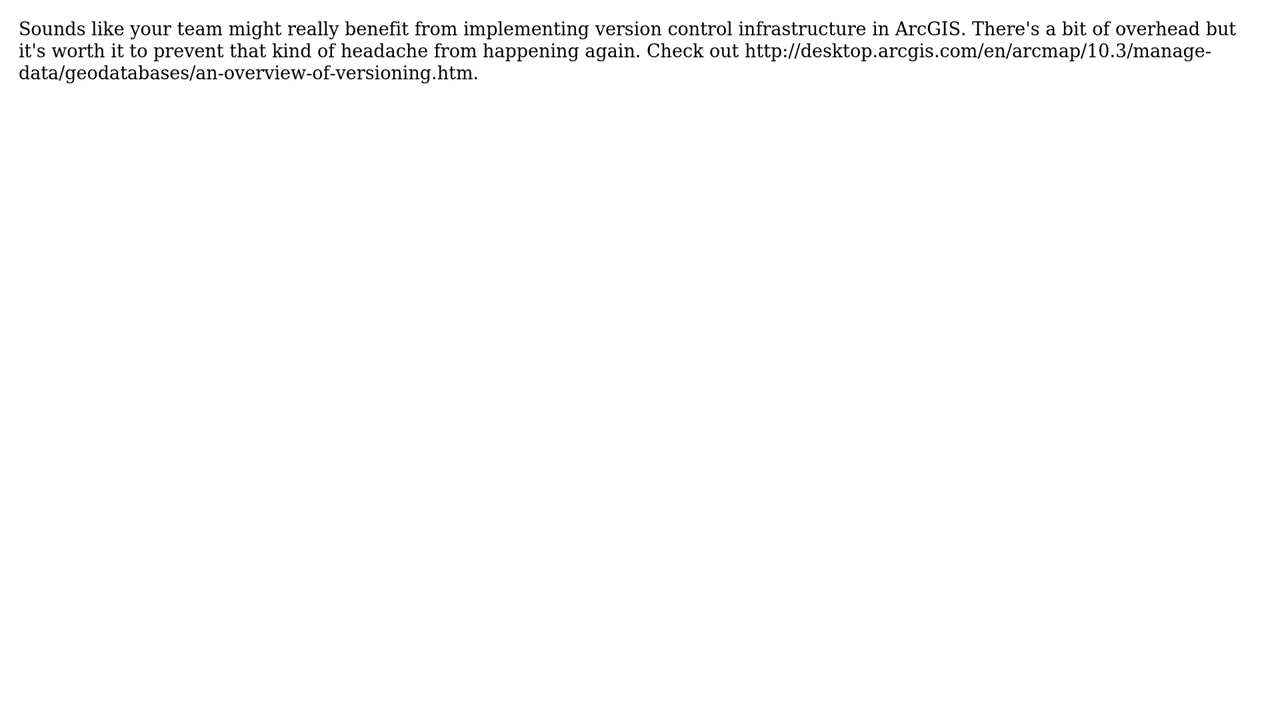 Sounds like your team might really benefit from implementing version control infrastructure in ArcGIS. There's a bit of overhead but
it's worth it to prevent that kind of headache from happening again. Check out http://desktop.arcgis.com/en/arcmap/10.3/manage-
data/geodatabases/an-overview-of-versioning.htm.